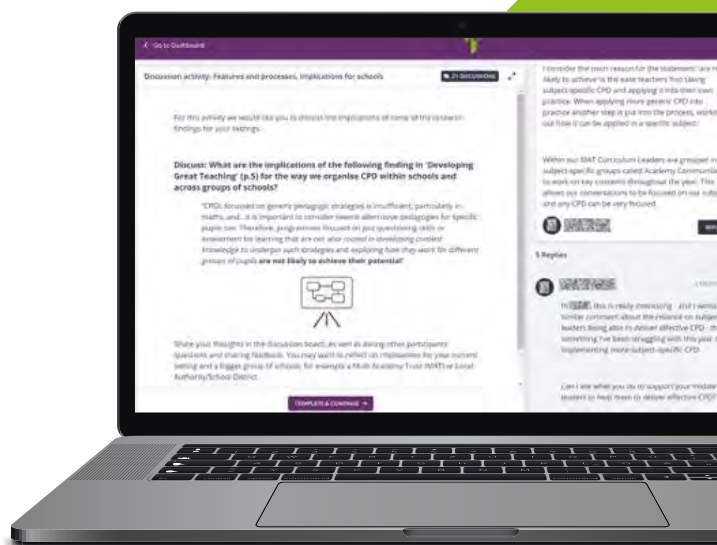 Go to Dashboard
Discussion activity: Features and processes, implications for schools
21 DISCUSSIONS
For this activity we would like you to discuss the implications of some of the research
findings for your settings.
Discuss: What are the implications of the following finding in 'Developing
Great Teaching' (p.5) for the way we organise CPD within schools and
across groups of schools?
focussed on generic pedagogic strategies is insufficient, particularly in
maths, and...it is important to consider several alternative pedagogies for specific
pupils too. Therefore, programmes focused on just questioning skills or
assessment for learning that are not also rooted in developing content
knowledge to underpin such strategies and exploring how they work for different
groups of pupils are not likely to achieve their potential"
Share your thoughts in the discussion board, as well as asking other participants
questions and sharing feedback. You may want to reflect on implications for your current
setting and a bigger group of schools, for example a Multi Academy Trust (MAT) or Local
Authority/School District.
COMPLETE & CONTINUE
I consider the main reason for the statement 'are not
likely to achieve' is the ease teachers find taking
subject-specific CPD and applying it into their own
practice. When applying more generic CPD into
practice another step is put into the process, working
out how it can be applied in a specific subject.
Within our MAT Curriculum Leaders are grouped in
subject-specific groups called Academy Communities
to work on key concerns throughout the year. This
allows our conversations to be focused on our subject
and any CPD can be very focused.
5 Replies
Hi this is really interesting - and I
similar comment about the reliance on subject
leaders being able to deliver effective CPD -
something I've been struggling with this year
implementing more subject-specific CPD.
Can I ask what you do to support your middle
leaders to help them to deliver effective CPD?